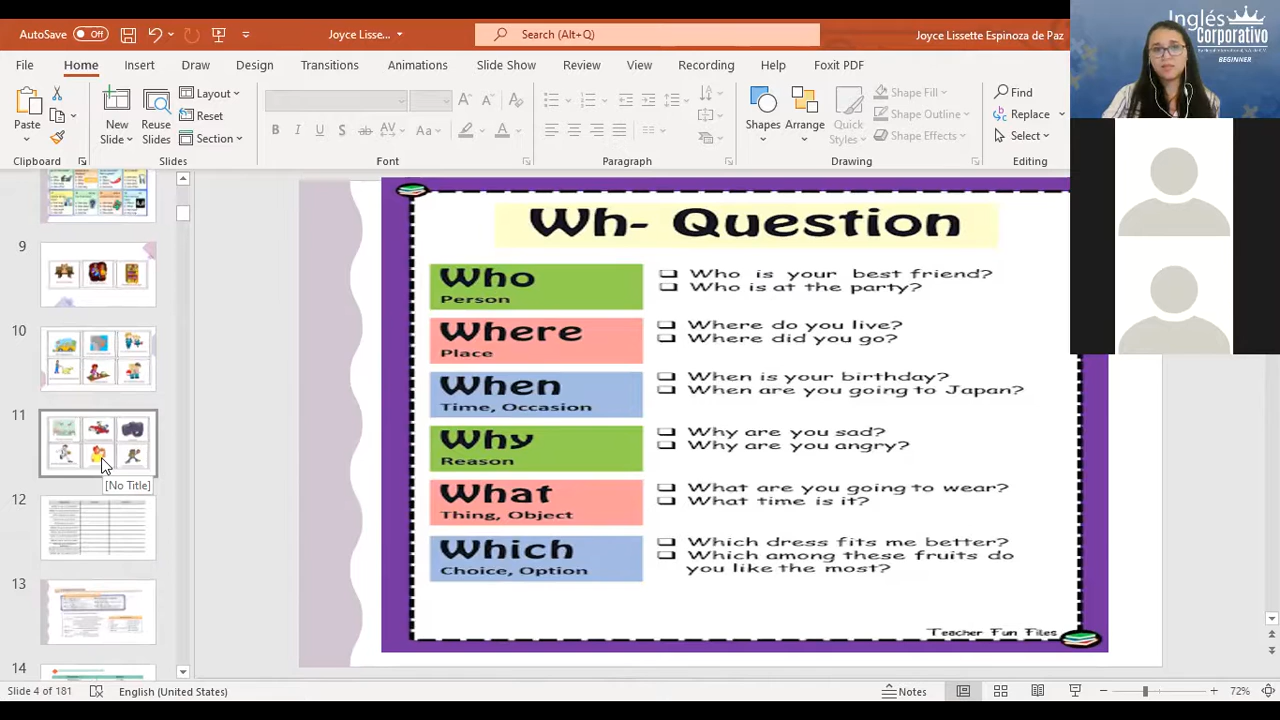 AutoSave Off
Joyce Lisse...
Search (Alt+Q)
Joyce Lissette Espinoza de Paz
Inglés
Corporativo
BEGINNER
File Home Insert Draw Design Transitions Animations Slide Show Review View Recording Help Foxit PDF
Paste
New
Slide
Reuse
Slides
Layout
Reset
Section
B I U S ab AV Aa A
Shapes
Arrange
Quick
Styles
Shape Fill
Shape Outline
Shape Effects
Find
Replace
Select
Clipboard Slides Font Paragraph Drawing Editing
9
10
11
[No Title]
12
13
14
Wh- Question
Who
Person
Who is your best friend?
Who is at the party?
Where
Place
Where do you live?
Where did you go?
When
Time, Occasion
When is your birthday?
When are you going to Japan?
Why
Reason
Why are you sad?
Why are you angry?
What
Thing, Object
What are you going to wear?
What time is it?
Which
Choice, Option
Which dress fits me better?
Which among these fruits do
you like the most?
Teacher Fun Files
Slide 4 of 181
English (United States)
Notes
72%